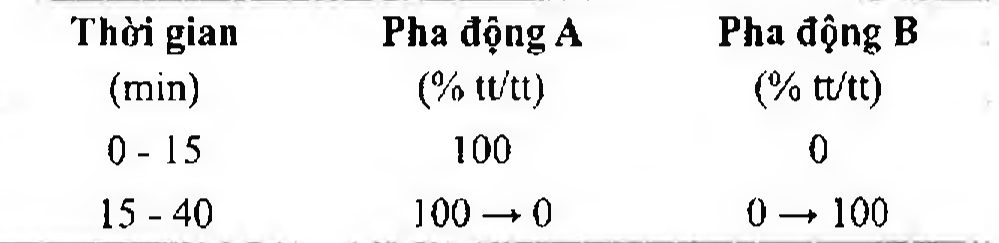 Thời gian Pha động A Pha động B
(min) (% tt/tt) (% tt/tt)
0 - 15 100 0
15 - 40 100 → 0 0 → 100